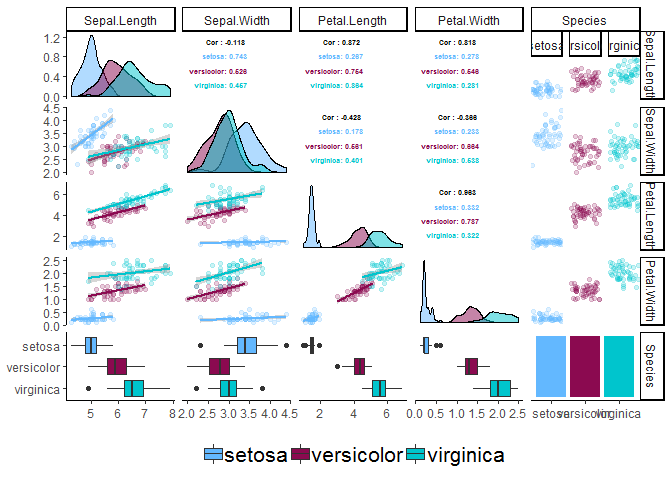 Sepal.Length Sepal.Width Petal.Length Petal.Width Species
setosa rsicol rginic
1.2
0.8
0.4
0.0
Cor : -0.118
setosa: 0.743
versicolor: 0.526
virginica: 0.457
Cor : 0.872
setosa: 0.267
versicolor: 0.754
virginica: 0.864
Cor : 0.818
setosa: 0.278
versicolor: 0.546
virginica: 0.281
Sepal.Length
4.5
4.0
3.5
3.0
2.5
2.0
Cor : -0.428
setosa: 0.178
versicolor: 0.561
virginica: 0.401
Cor : -0.366
setosa: 0.233
versicolor: 0.664
virginica: 0.538
Sepal.Width
6
4
2
Cor : 0.963
setosa: 0.332
versicolor: 0.787
virginica: 0.322
Petal.Length
2.5
2.0
1.5
1.0
0.5
0.0
Petal.Width
setosa
versicolor
virginica
Species
5 6 7 8 2.0 2.5 3.0 3.5 4.0 4.5 2 4 6 0.0 0.5 1.0 1.5 2.0 2.5 setosa versicolor virginica
setosa versicolor virginica